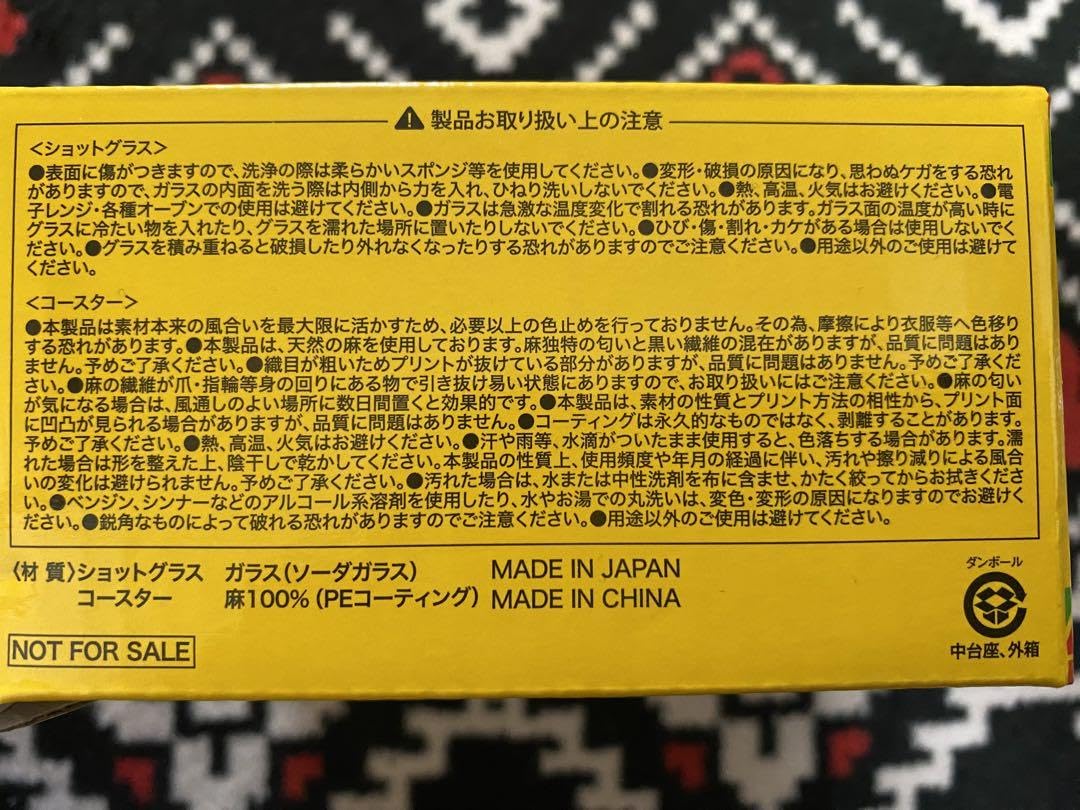 ⚠製品お取り扱い上の注意
<ショットグラス>
●表面に傷がつきますので、洗浄の際は柔らかいスポンジ等を使用してください。●変形・破損の原因になり、思わぬケガをする恐れ
がありますので、ガラスの内面を洗う際は内側から力を入れ、ひねり洗いしないでください。●熱、高温、火気はお避けください。●電
子レンジ・各種オーブンでの使用は避けてください。●ガラスは急激な温度変化で割れる恐れがあります。ガラス面の温度が高い時に
グラスに冷たい物を入れたり、グラスを濡れた場所に置いたりしないでください。●ひび・傷・割れ・カケがある場合は使用しないでく
ださい。●グラスを積み重ねると破損したり外れなくなったりする恐れがありますのでご注意ください。●用途以外のご使用は避けて
ください。
<コースター>
●本製品は素材本来の風合いを最大限に活かすため、必要以上の色止めを行っておりません。その為、摩擦により衣服等へ色移り
する恐れがあります。●本製品は、天然の麻を使用しております。麻独特の匂いと黒い繊維の混在がありますが、品質に問題はあり
ません。予めご了承ください。●織目が粗いためプリントが抜けている部分がありますが、品質に問題はありません。予めご了承くだ
さい。●麻の繊維が爪・指輪等身の回りにある物で引き抜け易い状態にありますので、お取り扱いにはご注意ください。●麻の匂い
が気になる場合は、風通しのよい場所に数日間置くと効果的です。●本製品は、素材の性質とプリント方法の相性から、プリント面
に凹凸が見られる場合がありますが、品質に問題はありません。●コーティングは永久的なものではなく、剥離することがあります。
予めご了承ください。●熱、高温、火気はお避けください。●汗や雨等、水滴がついたまま使用すると、色落ちする場合があります。濡
れた場合は形を整えた上、陰干しで乾かしてください。本製品の性質上、使用頻度や年月の経過に伴い、汚れや擦り減りによる風合
いの変化は避けられません。予めご了承ください。●汚れた場合は、水または中性洗剤を布に含ませ、かたく絞ってからお拭きくださ
い。●ベンジン、シンナーなどのアルコール系溶剤を使用したり、水やお湯での丸洗いは、変色・変形の原因になりますのでお避けく
ださい。●鋭角なものによって破れる恐れがありますのでご注意ください。●用途以外のご使用は避けてください。
〈材 質〉ショットグラス ガラス(ソーダガラス) MADE IN JAPAN
コースター 麻100%(PEコーティング) MADE IN CHINA
NOT FOR SALE
ダンボール
中台座、外箱